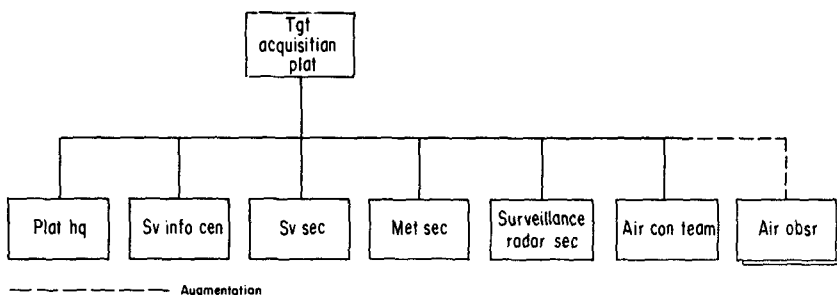 Tgt
acquisition
plat
Plat hq
Sv info cen
Sv sec
Met sec
Surveillance
radar sec
Air con team
Air obsr
Augmentation